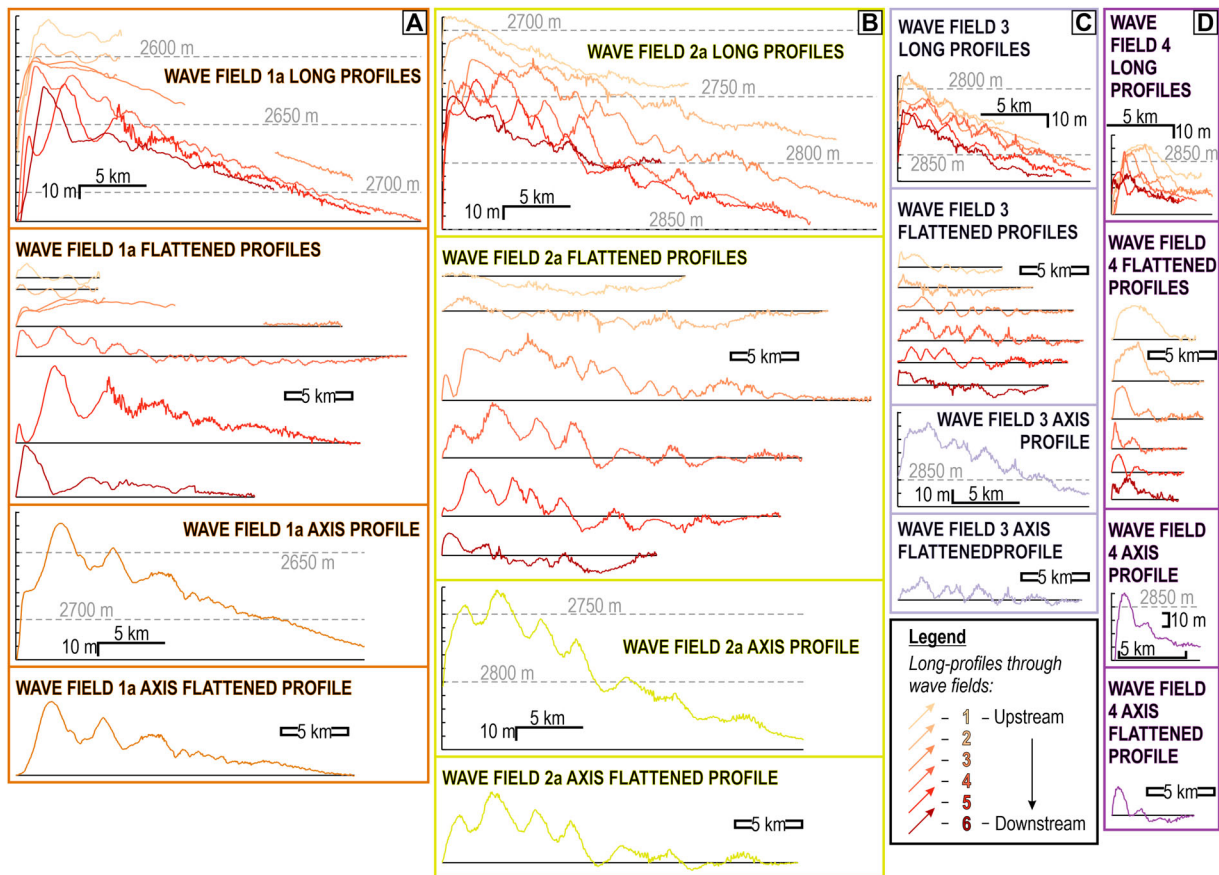 A
2600 m
WAVE FIELD 1a LONG PROFILES
2650 m
5 km
10 m
2700 m
WAVE FIELD 1a FLATTENED PROFILES
5 km
WAVE FIELD 1a AXIS PROFILE
2650 m
2700 m
5 km
10 m
WAVE FIELD 1a AXIS FLATTENED PROFILE
5 km
B
2700 m
WAVE FIELD 2a LONG PROFILES
2750 m
2800 m
5 km
10 m
2850 m
WAVE FIELD 2a FLATTENED PROFILES
5 km
2750 m
WAVE FIELD 2a AXIS PROFILE
2800 m
5 km
10 m
WAVE FIELD 2a AXIS FLATTENED PROFILE
5 km
C
WAVE FIELD 3
LONG PROFILES
2800 m
5 km
10 m
2850 m
WAVE FIELD 3
FLATTENED PROFILES
5 km
WAVE FIELD 3 AXIS
PROFILE
2850 m
10 m
5 km
WAVE FIELD 3 AXIS
FLATTENEDPROFILE
5 km
Legend
Long-profiles through
wave fields:
1 – Upstream
2
3
4
5
6 – Downstream
D
WAVE
FIELD 4
LONG
PROFILES
5 km
10 m
2850 m
WAVE FIELD
4 FLATTENED
PROFILES
5 km
WAVE FIELD
4 AXIS
PROFILE
2850 m
10 m
5 km
WAVE FIELD
4 AXIS
FLATTENED
PROFILE
5 km